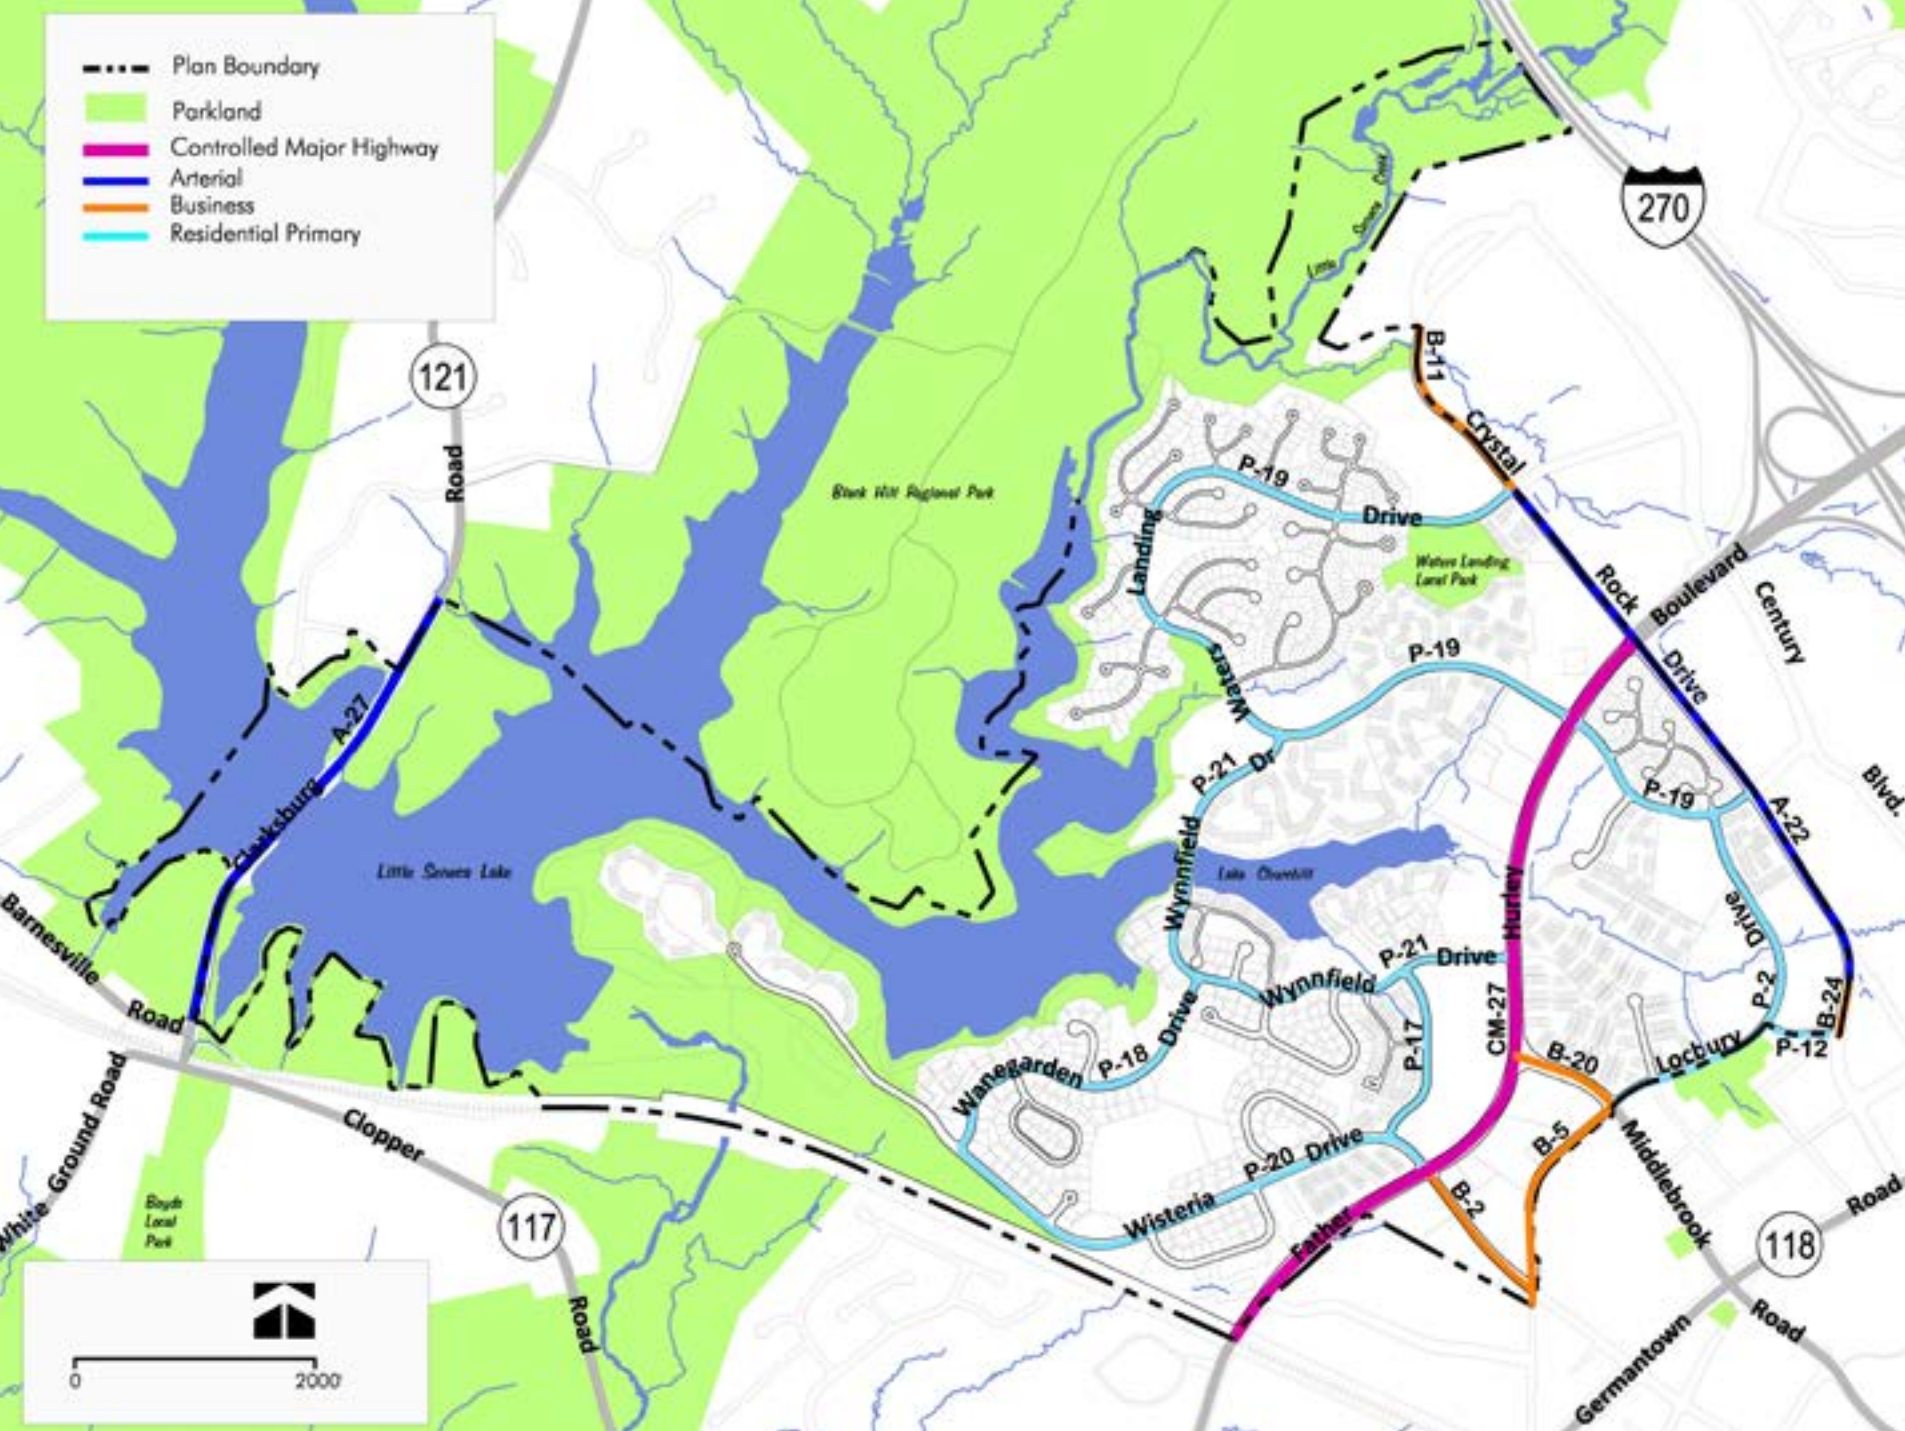 Plan Boundary
Parkland
Controlled Major Highway
Arterial
Business
Residential Primary
270
121
Road
Little Seneca Creek
B-11
Crystal
P-19
Drive
Landing
Black Hill Regional Park
Waters Landing
Local Park
Rock
Boulevard
Century
Drive
Blvd.
Waters
P-19
A-27
P-21
Dr
P-19
A-22
Clarksburg
Little Seneca Lake
Wynnfield
Lake Churchill
Hurley
Drive
Barnesville
Road
P-21
Drive
Wynnfield
P-2
B-24
CM-27
Drive
P-17
Locbury
P-12
B-20
Wanegarden
P-18
White Ground Road
Clopper
B-5
Middlebrook
P-20
Drive
Wisteria
B-2
Father
Boyds
Local
Park
117
Road
118
Road
Road
Germantown
0
2000'